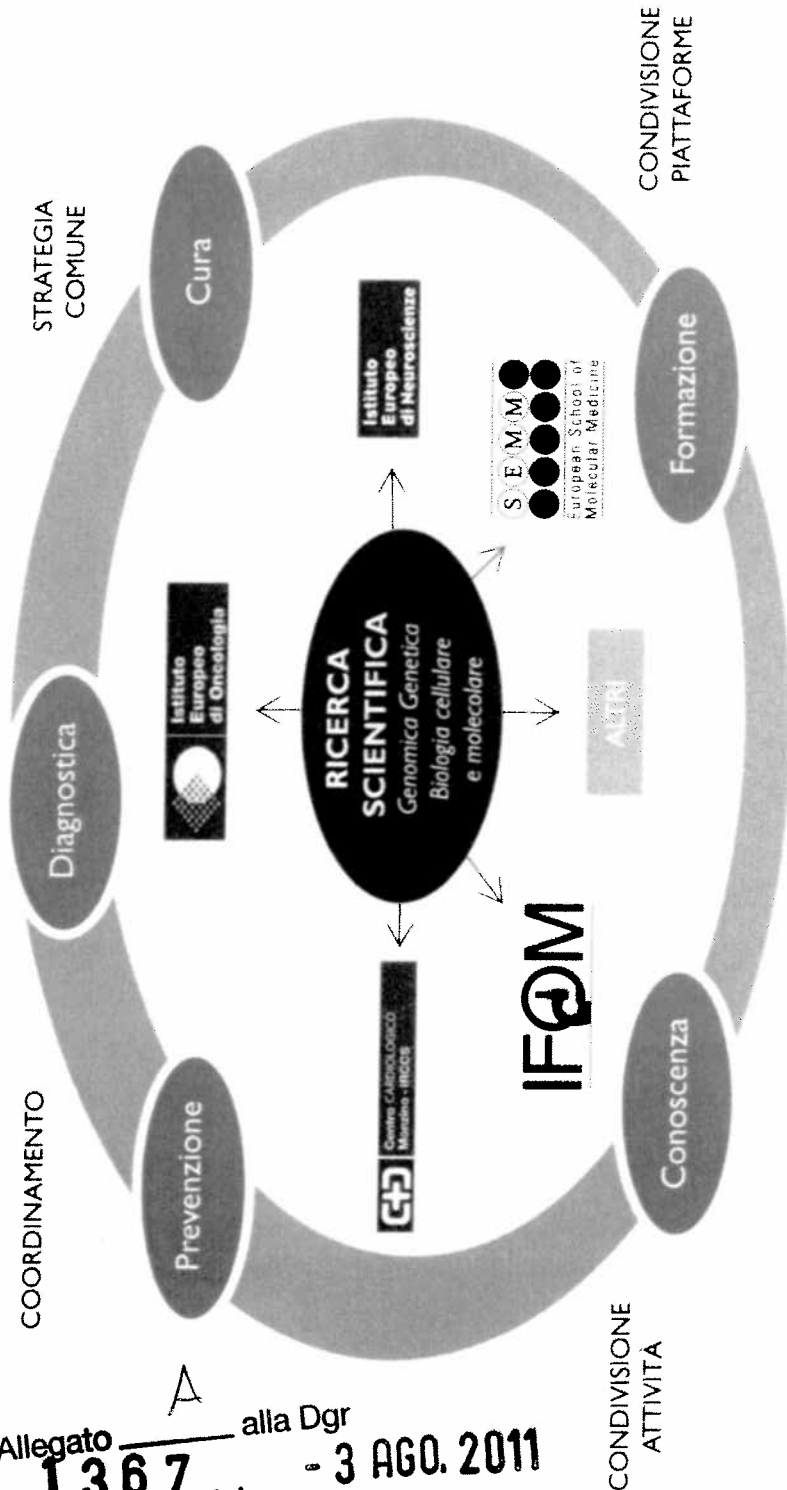 COORDINAMENTO
STRATEGIA
COMUNE
Diagnostica
Prevenzione
Cura
Istituto
Europeo
di Oncologia
Centro CARDIOLOGICO
Monzino - IRCCS
RICERCA
SCIENTIFICA
Genomica Genetica
Biologia cellulare
e molecolare
Istituto
Europeo
di Neuroscienze
IFOM
ALTRI
SEMM
European School of
Molecular Medicine
Conoscenza
Formazione
CONDIVISIONE
ATTIVITÀ
CONDIVISIONE
PIATTAFORME
Allegato A alla Dgr
1367 - 3 AGO. 2011